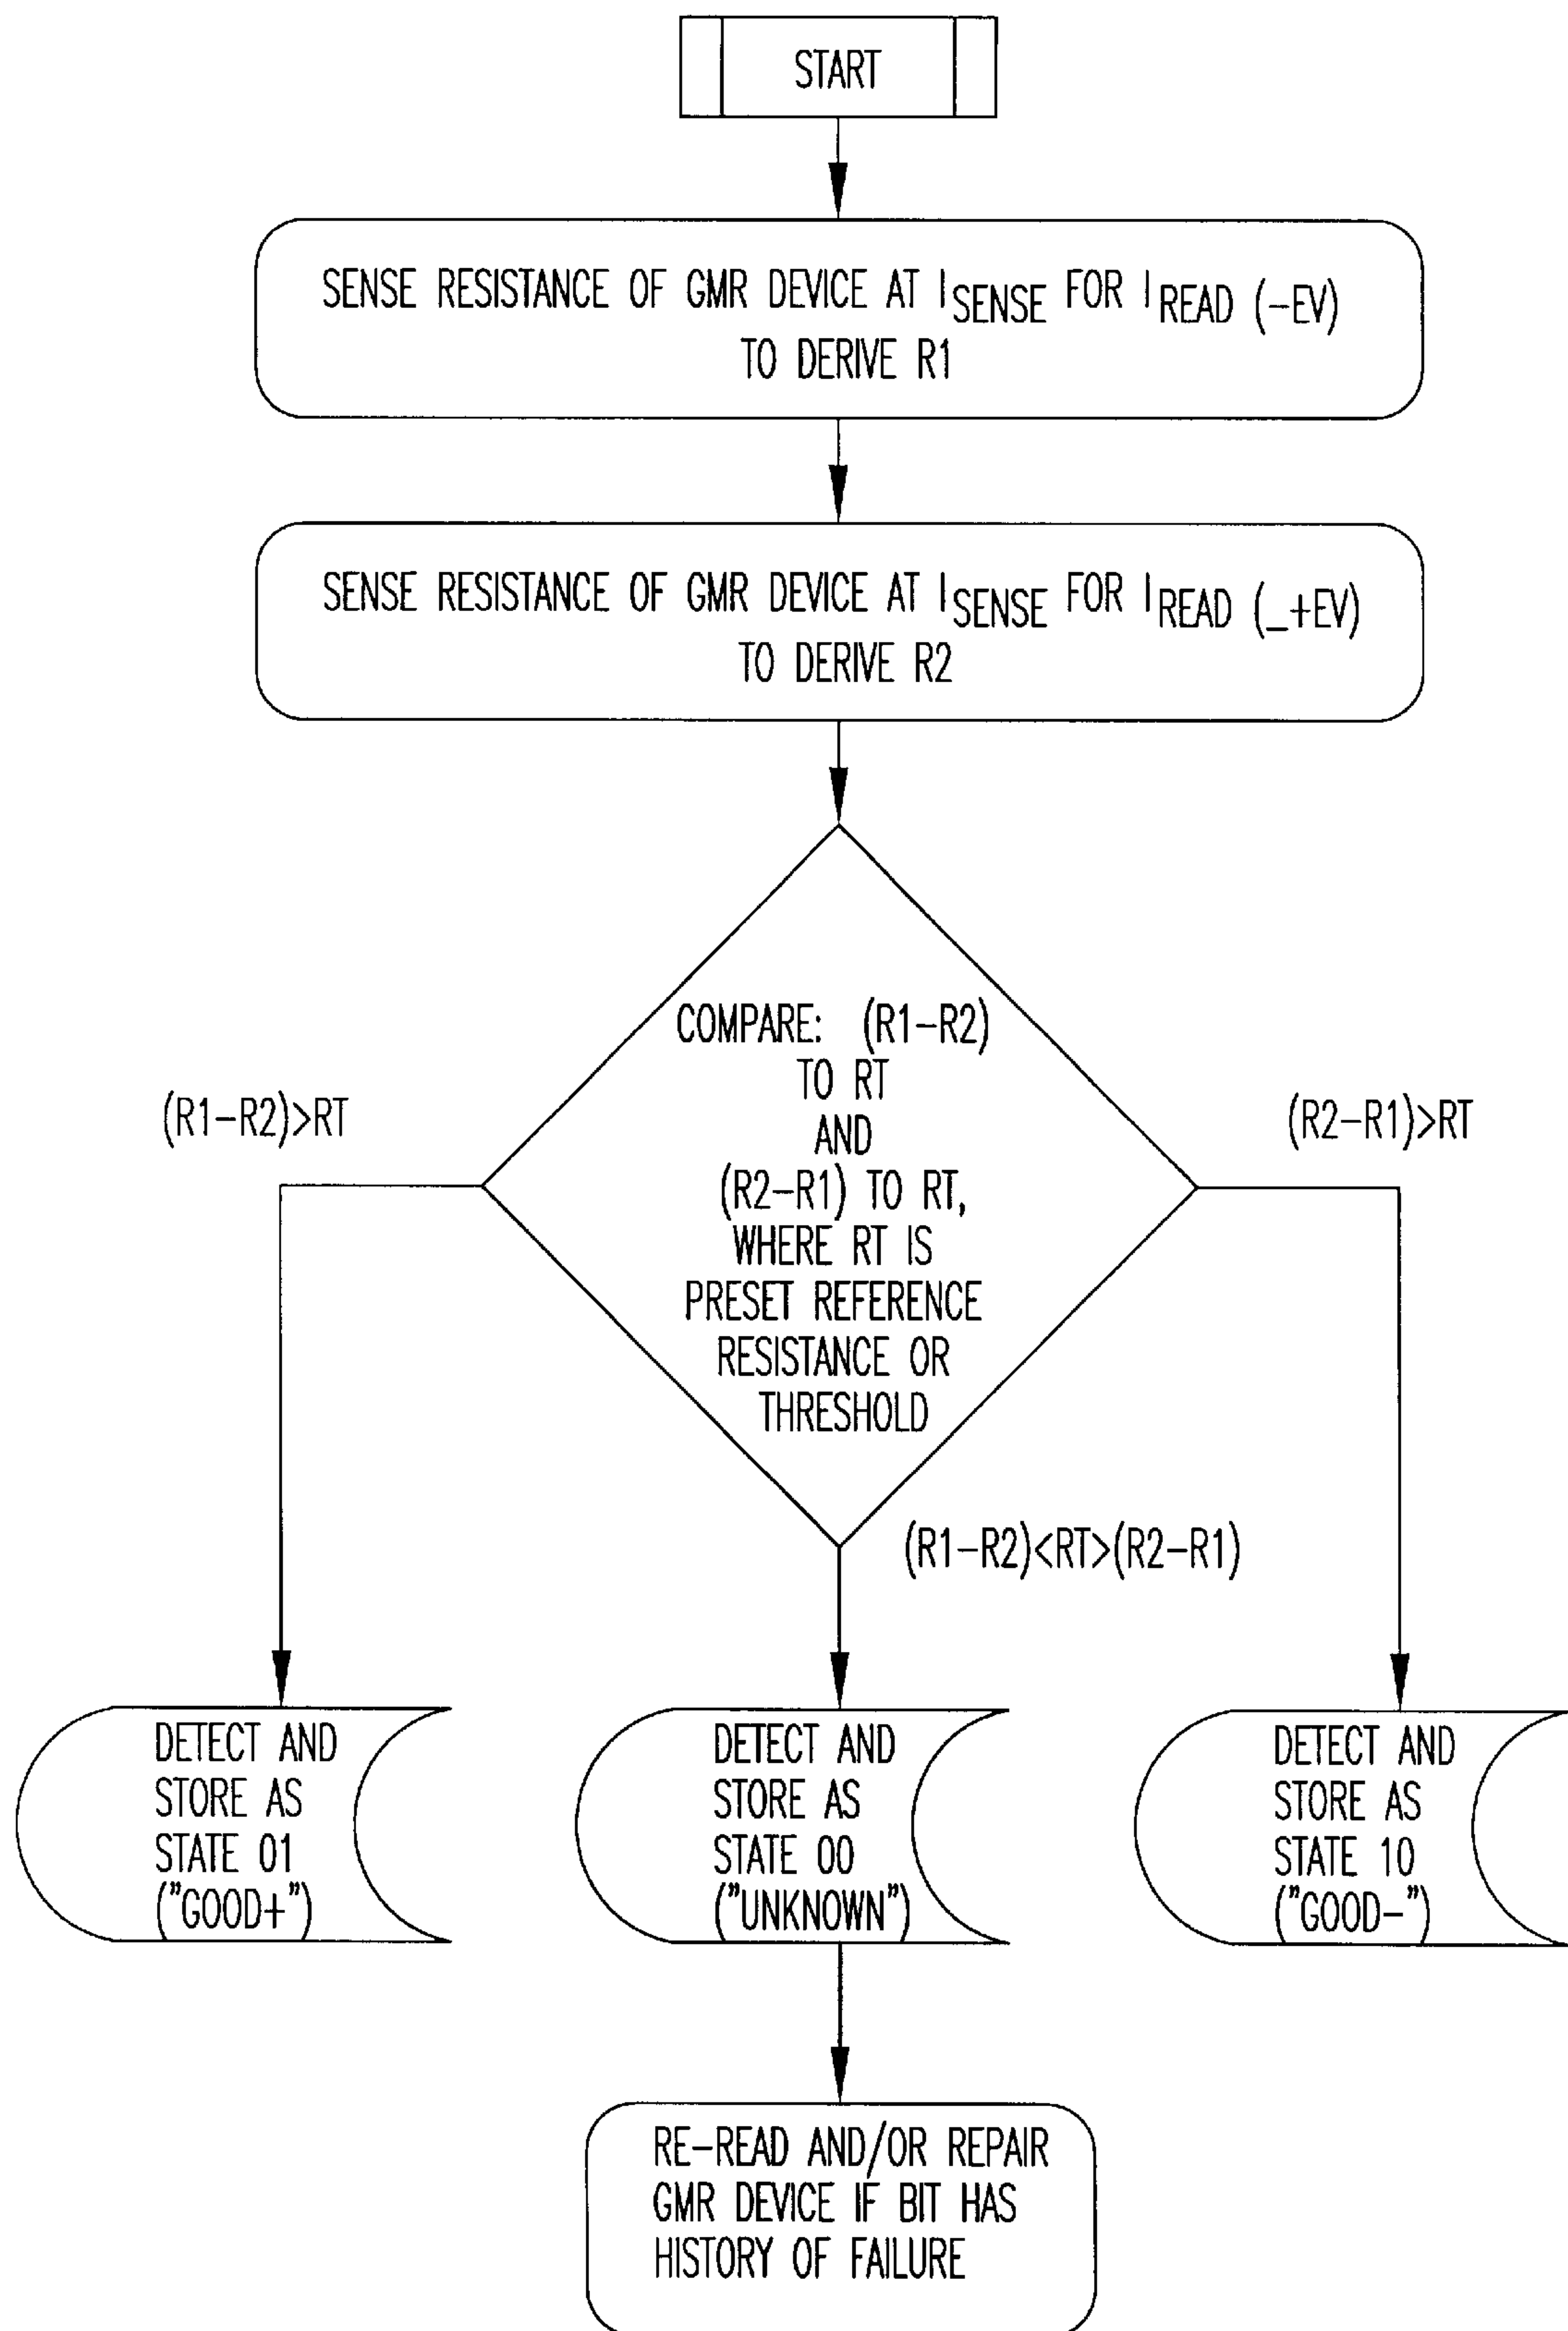 START
SENSE RESISTANCE OF GMR DEVICE AT I SENSE FOR I READ (-EV)
TO DERIVE R1
SENSE RESISTANCE OF GMR DEVICE AT I SENSE FOR I READ (_+EV)
TO DERIVE R2
COMPARE: (R1-R2)
TO RT
AND
(R2-R1) TO RT,
WHERE RT IS
PRESET REFERENCE
RESISTANCE OR
THRESHOLD
(R1-R2)>RT
(R2-R1)>RT
(R1-R2)<RT>(R2-R1)
DETECT AND
STORE AS
STATE 01
("GOOD+")
DETECT AND
STORE AS
STATE 00
("UNKNOWN")
DETECT AND
STORE AS
STATE 10
("GOOD-")
RE-READ AND/OR REPAIR
GMR DEVICE IF BIT HAS
HISTORY OF FAILURE